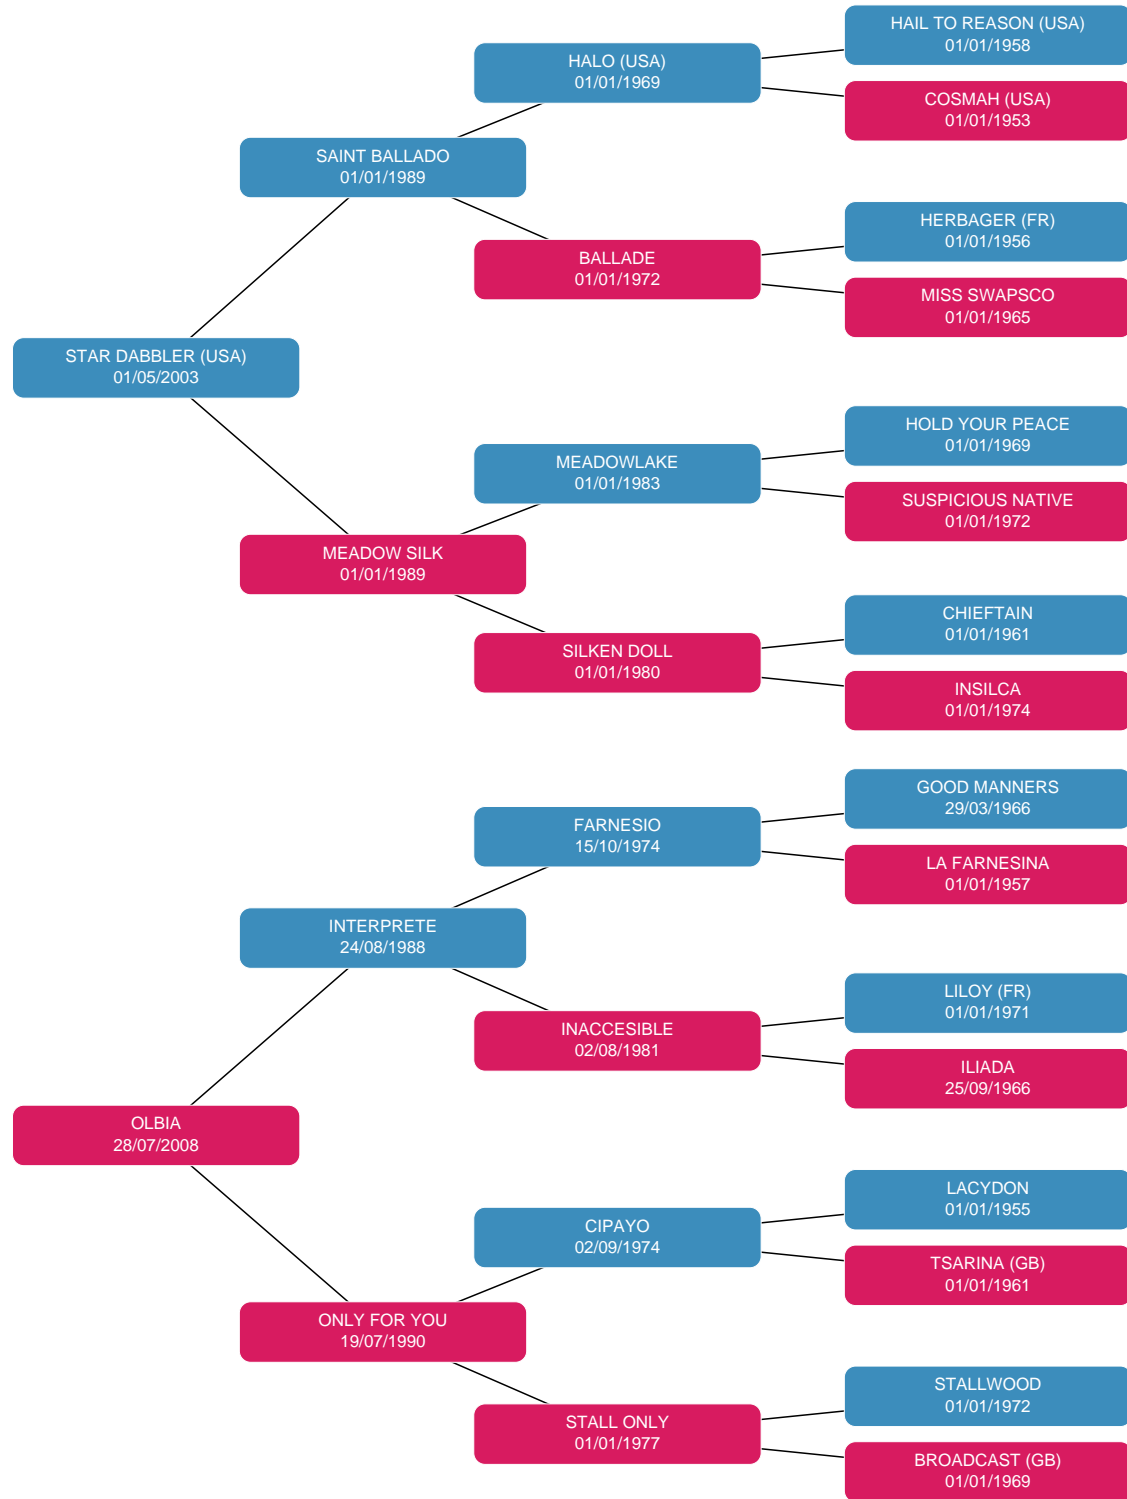 HAIL TO REASON (USA)
01/01/1958
HALO (USA)
01/01/1969
COSMAH (USA)
01/01/1953
SAINT BALLADO
01/01/1989
HERBAGER (FR)
01/01/1956
BALLADE
01/01/1972
MISS SWAPSCO
01/01/1965
STAR DABBLER (USA)
01/05/2003
HOLD YOUR PEACE
01/01/1969
MEADOWLAKE
01/01/1983
SUSPICIOUS NATIVE
01/01/1972
MEADOW SILK
01/01/1989
CHIEFTAIN
01/01/1961
SILKEN DOLL
01/01/1980
INSILCA
01/01/1974
GOOD MANNERS
29/03/1966
FARNESIO
15/10/1974
LA FARNESINA
01/01/1957
INTERPRETE
24/08/1988
LILOY (FR)
01/01/1971
INACCESIBLE
02/08/1981
ILIADA
25/09/1966
OLBIA
28/07/2008
LACYDON
01/01/1955
CIPAYO
02/09/1974
TSARINA (GB)
01/01/1961
ONLY FOR YOU
19/07/1990
STALLWOOD
01/01/1972
STALL ONLY
01/01/1977
BROADCAST (GB)
01/01/1969